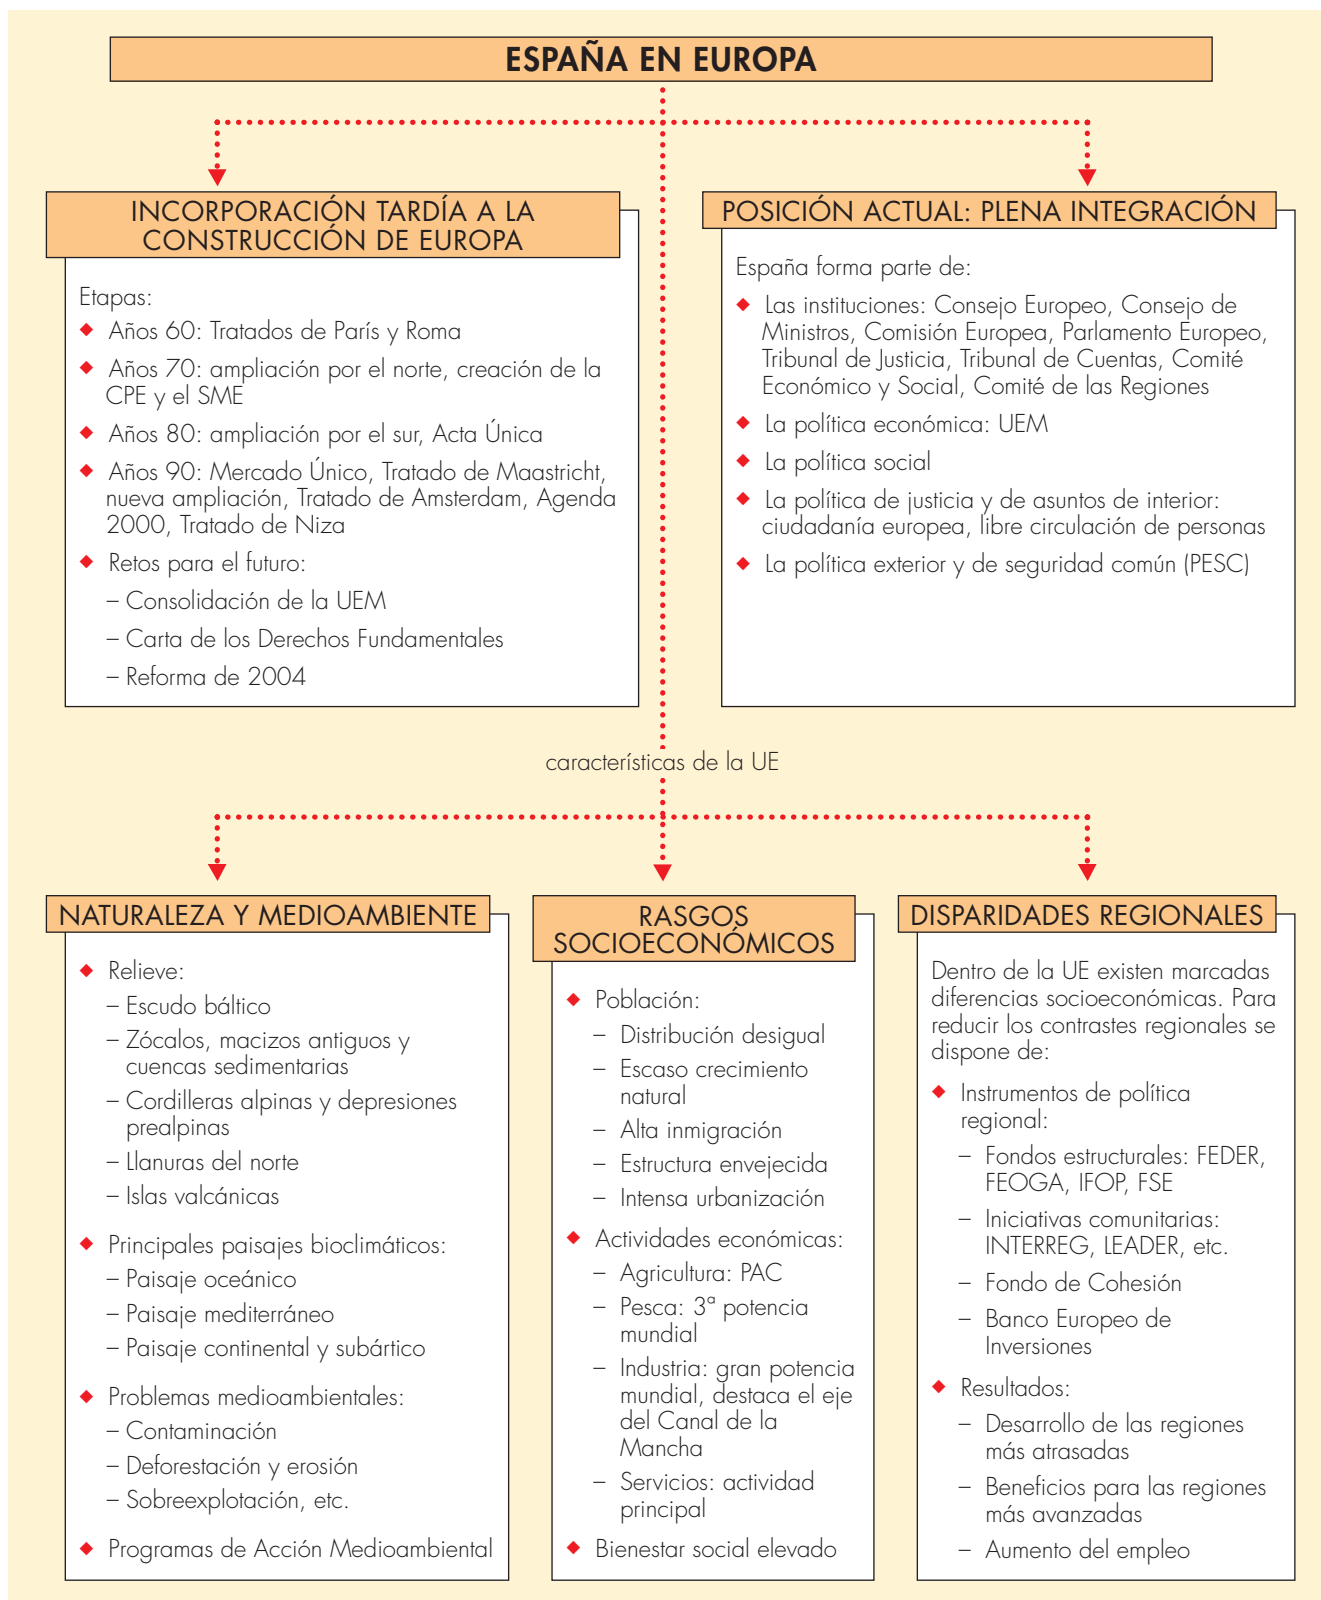 ESPAÑA EN EUROPA
INCORPORACIÓN TARDÍA A LA
CONSTRUCCIÓN DE EUROPA
Etapas:
◆ Años 60: Tratados de París y Roma
◆ Años 70: ampliación por el norte, creación de la
CPE y el SME
◆ Años 80: ampliación por el sur, Acta Única
◆ Años 90: Mercado Único, Tratado de Maastricht,
nueva ampliación, Tratado de Amsterdam, Agenda
2000, Tratado de Niza
◆ Retos para el futuro:
– Consolidación de la UEM
– Carta de los Derechos Fundamentales
– Reforma de 2004
POSICIÓN ACTUAL: PLENA INTEGRACIÓN
España forma parte de:
◆ Las instituciones: Consejo Europeo, Consejo de
Ministros, Comisión Europea, Parlamento Europeo,
Tribunal de Justicia, Tribunal de Cuentas, Comité
Económico y Social, Comité de las Regiones
◆ La política económica: UEM
◆ La política social
◆ La política de justicia y de asuntos de interior:
ciudadanía europea, libre circulación de personas
◆ La política exterior y de seguridad común (PESC)
características de la UE
NATURALEZA Y MEDIOAMBIENTE
◆ Relieve:
– Escudo báltico
– Zócalos, macizos antiguos y
cuencas sedimentarias
– Cordilleras alpinas y depresiones
prealpinas
– Llanuras del norte
– Islas valcánicas
◆ Principales paisajes bioclimáticos:
– Paisaje oceánico
– Paisaje mediterráneo
– Paisaje continental y subártico
◆ Problemas medioambientales:
– Contaminación
– Deforestación y erosión
– Sobreexplotación, etc.
◆ Programas de Acción Medioambiental
RASGOS
SOCIOECONÓMICOS
◆ Población:
– Distribución desigual
– Escaso crecimiento
natural
– Alta inmigración
– Estructura envejecida
– Intensa urbanización
◆ Actividades económicas:
– Agricultura: PAC
– Pesca: 3ª potencia
mundial
– Industria: gran potencia
mundial, destaca el eje
del Canal de la
Mancha
– Servicios: actividad
principal
◆ Bienestar social elevado
DISPARIDADES REGIONALES
Dentro de la UE existen marcadas
diferencias socioeconómicas. Para
reducir los contrastes regionales se
dispone de:
◆ Instrumentos de política
regional:
– Fondos estructurales: FEDER,
FEOGA, IFOP, FSE
– Iniciativas comunitarias:
INTERREG, LEADER, etc.
– Fondo de Cohesión
– Banco Europeo de
Inversiones
◆ Resultados:
– Desarrollo de las regiones
más atrasadas
– Beneficios para las regiones
más avanzadas
– Aumento del empleo